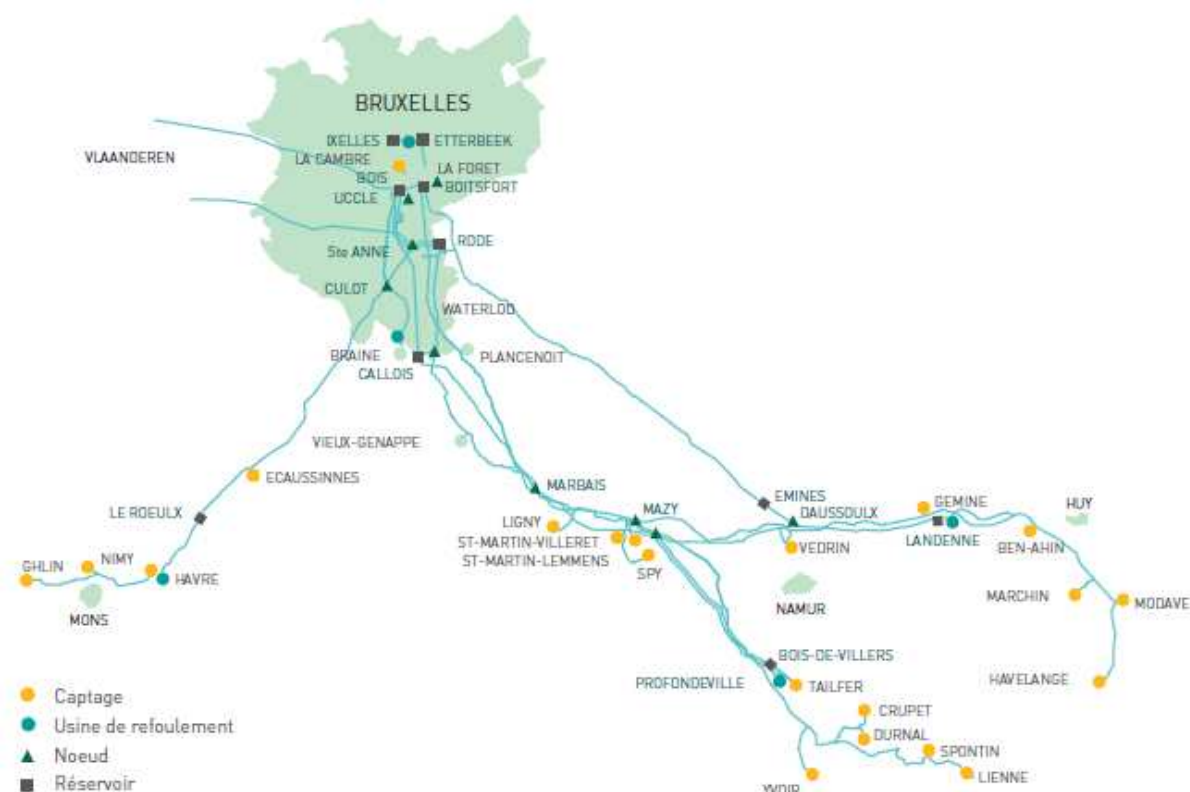 BRUXELLES
IXELLES
ETTERBEEK
VLAANDEREN
LA CAMBRE
LA FORET
BOIS
BOITSFORT
UCCLE
Ste ANNE
RODE
CULOT
WATERLOO
BRAINE
PLANCENOIT
CALLOIS
VIEUX-GENAPPE
ECAUSSINNES
MARBAIS
EMINES
GEMINE
HUY
LE ROEULX
MAZY
DAUSSOULX
LIGNY
ST-MARTIN-VILLERET
VEDRIN
LANDENNE
BEN-AHIN
ST-MARTIN-LEMMENS
GHLIN
NIMY
SPY
HAVRE
MARCHIN
MODAVE
MONS
NAMUR
BOIS-DE-VILLERS
PROFONDEVILLE
TAILFER
HAVELANGE
Captage
CRUPET
Usine de refoulement
DURNAL
SPONTIN
Noeud
LIENNE
Réservoir
YVOIR